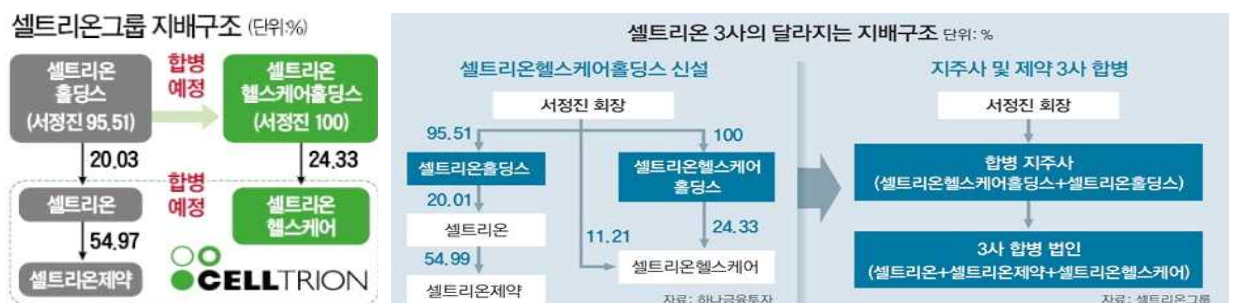 셀트리온그룹 지배구조 (단위:%)
셀트리온
홀딩스
(서정진 95.51)
합병
예정
셀트리온
헬스케어홀딩스
(서정진 100)
20.03
24.33
합병
예정
셀트리온
셀트리온
헬스케어
54.97
셀트리온제약
CELLTRION
셀트리온 3사의 달라지는 지배구조 단위: %
셀트리온헬스케어홀딩스 신설
서정진 회장
95.51
100
셀트리온홀딩스
셀트리온헬스케어
홀딩스
20.01
셀트리온
11.21
24.33
54.99
셀트리온헬스케어
셀트리온제약
자료: 하나금융투자
지주사 및 제약 3사 합병
서정진 회장
합병 지주사
(셀트리온헬스케어홀딩스+셀트리온홀딩스)
3사 합병 법인
(셀트리온+셀트리온제약+셀트리온헬스케어)
자료: 셀트리온그룹